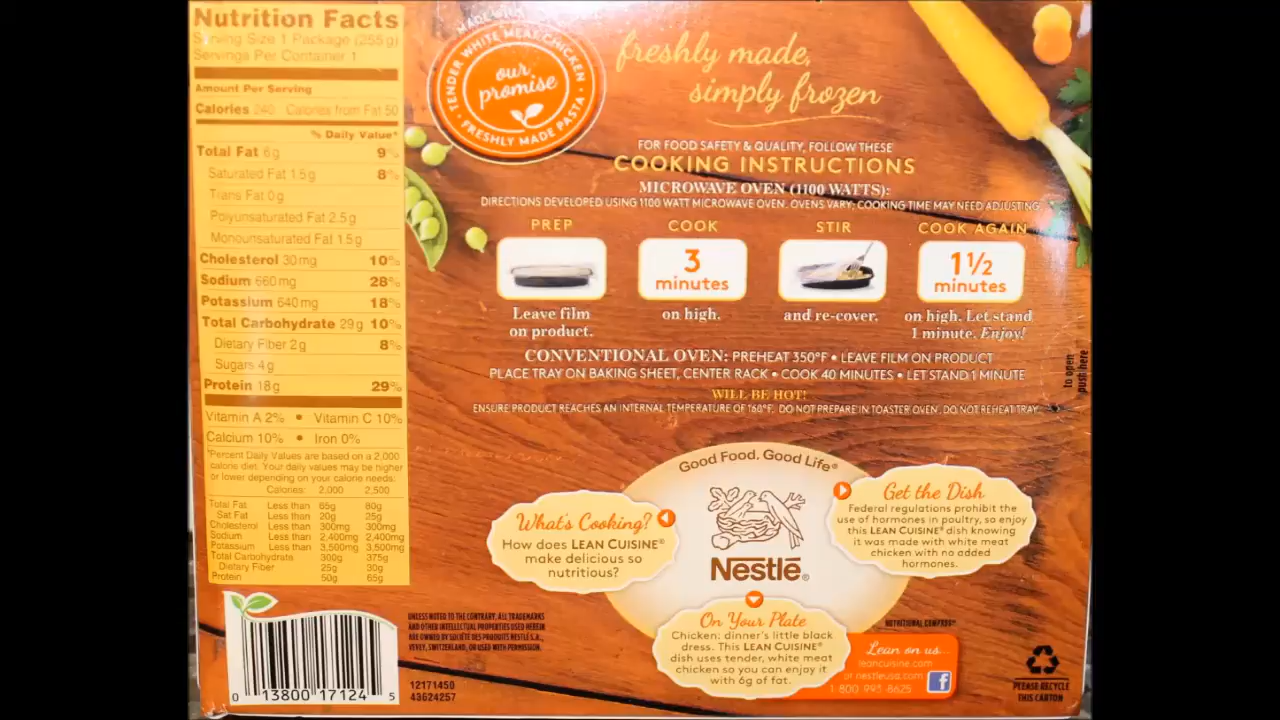 Nutrition Facts
Serving Size 1 Package (255g)
Servings Per Container 1
Amount Per Serving
Calories 240 Calories from Fat 50
% Daily Value*
Total Fat 6g 9%
Saturated Fat 1.5g 8%
Trans Fat 0g
Polyunsaturated Fat 2.5g
Monounsaturated Fat 1.5g
Cholesterol 30mg 10%
Sodium 660mg 28%
Potassium 640mg 18%
Total Carbohydrate 29g 10%
Dietary Fiber 2g 8%
Sugars 4g
Protein 18g 29%
Vitamin A 2% • Vitamin C 10%
Calcium 10% • Iron 0%
*Percent Daily Values are based on a 2,000
calorie diet. Your daily values may be higher
or lower depending on your calorie needs:
Calories: 2,000 2,500
Total Fat Less than 65g 80g
Sat Fat Less than 20g 25g
Cholesterol Less than 300mg 300mg
Sodium Less than 2,400mg 2,400mg
Potassium Less than 3,500mg 3,500mg
Total Carbohydrate 300g 375g
Dietary Fiber 25g 30g
Protein 50g 65g
0 13800 17124 5
MADE WITH
TENDER WHITE MEAT CHICKEN
our
promise
• FRESHLY MADE PASTA •
freshly made,
simply frozen
FOR FOOD SAFETY & QUALITY, FOLLOW THESE
COOKING INSTRUCTIONS
MICROWAVE OVEN (1100 WATTS):
DIRECTIONS DEVELOPED USING 1100 WATT MICROWAVE OVEN. OVENS VARY; COOKING TIME MAY NEED ADJUSTING.
PREP COOK STIR COOK AGAIN
3
minutes
1½
minutes
Leave film
on product.
on high.
and re-cover.
on high. Let stand
1 minute. Enjoy!
CONVENTIONAL OVEN: PREHEAT 350°F • LEAVE FILM ON PRODUCT
PLACE TRAY ON BAKING SHEET, CENTER RACK • COOK 40 MINUTES • LET STAND 1 MINUTE
WILL BE HOT!
ENSURE PRODUCT REACHES AN INTERNAL TEMPERATURE OF 160°F. DO NOT PREPARE IN TOASTER OVEN. DO NOT REHEAT TRAY.
to open
push here
Good Food, Good Life®
Nestlé®
What's Cooking?
How does LEAN CUISINE®
make delicious so
nutritious?
Get the Dish
Federal regulations prohibit the
use of hormones in poultry, so enjoy
this LEAN CUISINE® dish knowing
it was made with white meat
chicken with no added
hormones.
On Your Plate
Chicken: dinner's little black
dress. This LEAN CUISINE®
dish uses tender, white meat
chicken so you can enjoy it
with 6g of fat.
UNLESS NOTED TO THE CONTRARY, ALL TRADEMARKS
AND OTHER INTELLECTUAL PROPERTIES USED HEREIN
ARE OWNED BY SOCIÉTÉ DES PRODUITS NESTLÉ S.A.,
VEVEY, SWITZERLAND, OR USED WITH PERMISSION.
12171450
43624257
NUTRITIONAL COMPASS®
Lean on us...
leancuisine.com
or nestleusa.com
1 800 993-8625
f
PLEASE RECYCLE
THIS CARTON